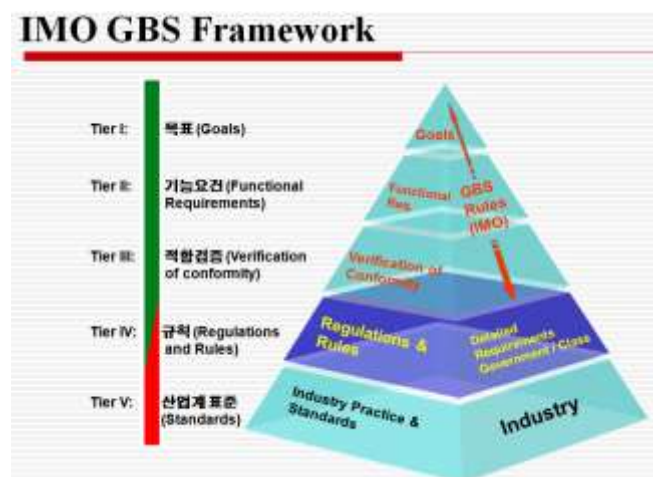 IMO GBS Framework
Tier I: 목표 (Goals)
Tier II: 기능요건 (Functional
Requirements)
Tier III: 적합검증 (Verification
of conformity)
Tier IV: 규칙 (Regulations
and Rules)
Tier V: 산업계 표준
(Standards)
Goals
Functional
Req.
GBS
Rules
(IMO)
Verification of
Conformity
Regulations &
Rules
Detailed
Requirements
Government / Class
Industry Practice &
Standards
Industry